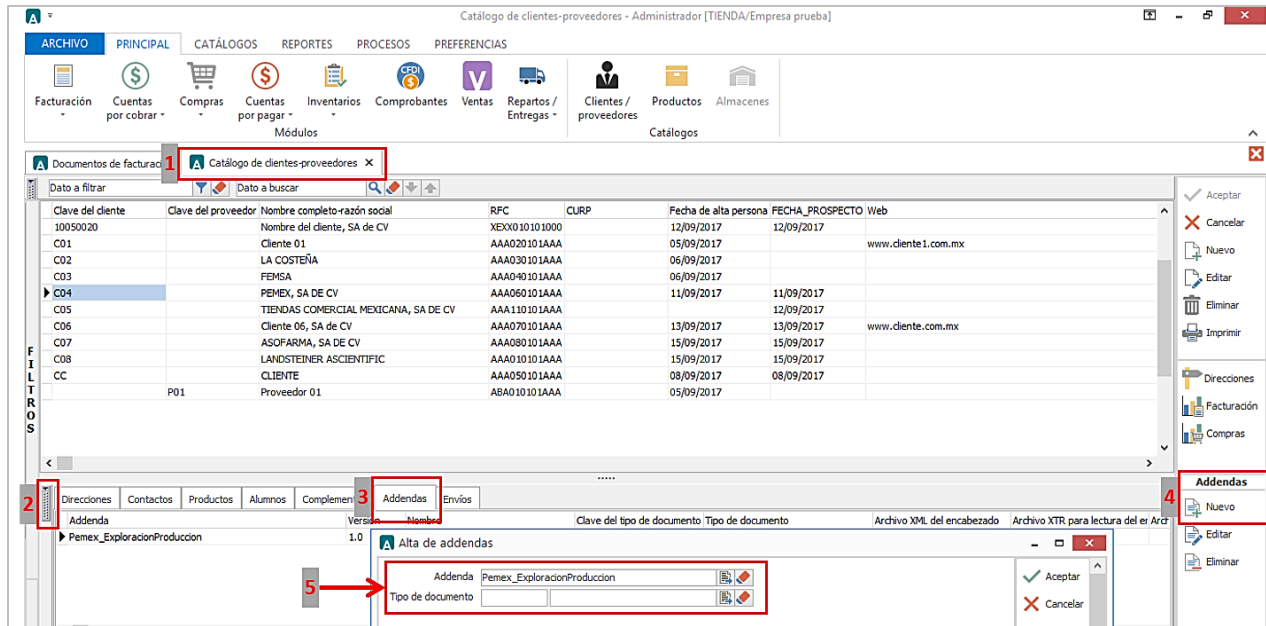 Catálogo de clientes-proveedores - Administrador [TIENDA/Empresa prueba]
ARCHIVO PRINCIPAL CATÁLOGOS REPORTES PROCESOS PREFERENCIAS
Facturación Cuentas por cobrar Compras Cuentas por pagar Inventarios Comprobantes Ventas Repartos / Entregas Clientes / proveedores Productos Almacenes
CFDI
Módulos Catálogos
Documentos de facturaci 1 Catálogo de clientes-proveedores
Dato a filtrar Dato a buscar
Clave del cliente Clave del proveedor Nombre completo-razón social RFC CURP Fecha de alta persona FECHA_PROSPECTO Web
10050020 Nombre del cliente, SA de CV XEXX010101000 12/09/2017 12/09/2017
C01 Cliente 01 AAA020101AAA 05/09/2017 www.cliente1.com.mx
C02 LA COSTEÑA AAA030101AAA 06/09/2017
C03 FEMSA AAA040101AAA 06/09/2017
C04 PEMEX, SA DE CV AAA060101AAA 11/09/2017 11/09/2017
C05 TIENDAS COMERCIAL MEXICANA, SA DE CV AAA110101AAA 12/09/2017
C06 Cliente 06, SA de CV AAA070101AAA 13/09/2017 13/09/2017 www.cliente.com.mx
C07 ASOFARMA, SA DE CV AAA080101AAA 15/09/2017 15/09/2017
C08 LANDSTEINER ASCIENTIFIC AAA010101AAA 15/09/2017 15/09/2017
CC CLIENTE AAA050101AAA 08/09/2017 08/09/2017
P01 Proveedor 01 ABA010101AAA 05/09/2017
FILTROS
Aceptar
Cancelar
Nuevo
Editar
Eliminar
Imprimir
Direcciones
Facturación
Compras
2 Direcciones Contactos Productos Alumnos Complemen 3 Addendas Envíos
Addenda Versión Nombre Clave del tipo de documento Tipo de documento Archivo XML del encabezado Archivo XTR para lectura del er Arch
Pemex_ExploracionProduccion 1.0
Addendas
4 Nuevo
Editar
Eliminar
Alta de addendas
5 Addenda Pemex_ExploracionProduccion
Tipo de documento
Aceptar
Cancelar